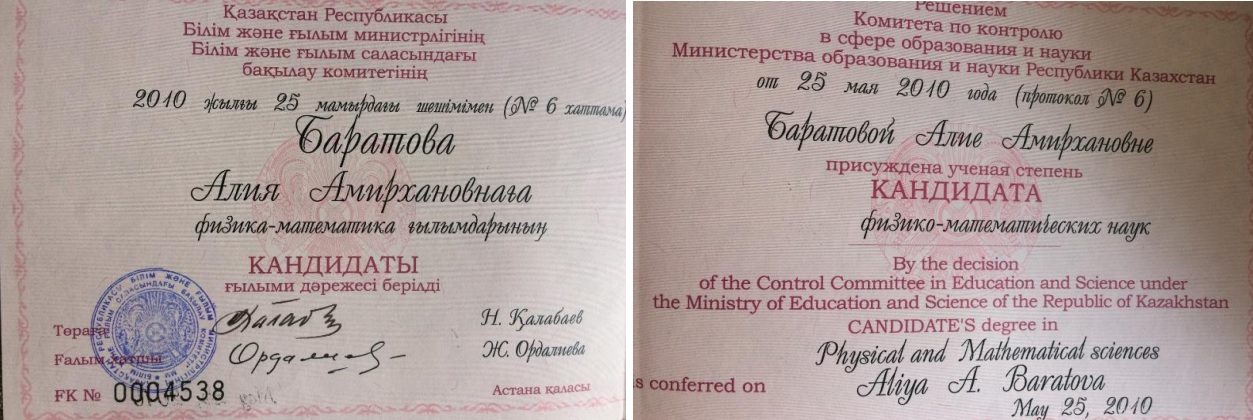 Қазақстан Республикасы
Білім және ғылым министрлігінің
Білім және ғылым саласындағы
бақылау комитетінің
2010 жылғы 25 мамырдағы шешімімен (№ 6 хаттама)
Баратова
Алия Амирхановнаға
физика-математика ғылымдарының
КАНДИДАТЫ
ғылыми дәрежесі берілді
Төраға
Н. Қалабаев
Ғалым хатшы
Ж. Ордалиева
FK № 0004538
Астана қаласы
Решением
Комитета по контролю
в сфере образования и науки
Министерства образования и науки Республики Казахстан
от 25 мая 2010 года (протокол № 6)
Баратовой Алие Амирхановне
присуждена ученая степень
КАНДИДАТА
физико-математических наук
By the decision
of the Control Committee in Education and Science under
the Ministry of Education and Science of the Republic of Kazakhstan
CANDIDATE'S degree in
Physical and Mathematical sciences
is conferred on Aliya A. Baratova
May 25, 2010